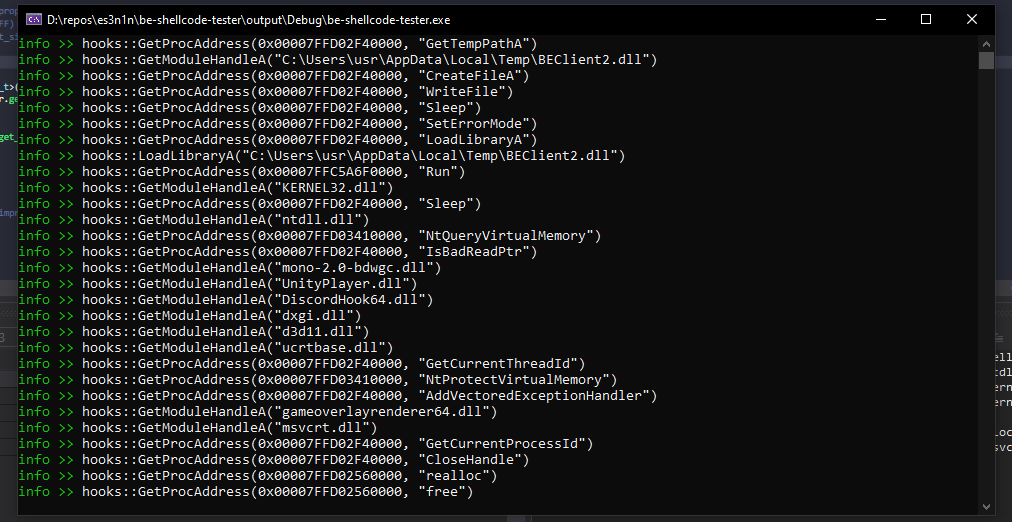 D:\repos\es3n1n\be-shellcode-tester\output\Debug\be-shellcode-tester.exe
info >> hooks::GetProcAddress(0x00007FFD02F40000, "GetTempPathA")
info >> hooks::GetModuleHandleA("C:\Users\usr\AppData\Local\Temp\BEClient2.dll")
info >> hooks::GetProcAddress(0x00007FFD02F40000, "CreateFileA")
info >> hooks::GetProcAddress(0x00007FFD02F40000, "WriteFile")
info >> hooks::GetProcAddress(0x00007FFD02F40000, "Sleep")
info >> hooks::GetProcAddress(0x00007FFD02F40000, "SetErrorMode")
info >> hooks::GetProcAddress(0x00007FFD02F40000, "LoadLibraryA")
info >> hooks::LoadLibraryA("C:\Users\usr\AppData\Local\Temp\BEClient2.dll")
info >> hooks::GetProcAddress(0x00007FFC5A6F0000, "Run")
info >> hooks::GetModuleHandleA("KERNEL32.dll")
info >> hooks::GetProcAddress(0x00007FFD02F40000, "Sleep")
info >> hooks::GetModuleHandleA("ntdll.dll")
info >> hooks::GetProcAddress(0x00007FFD03410000, "NtQueryVirtualMemory")
info >> hooks::GetProcAddress(0x00007FFD02F40000, "IsBadReadPtr")
info >> hooks::GetModuleHandleA("mono-2.0-bdwgc.dll")
info >> hooks::GetModuleHandleA("UnityPlayer.dll")
info >> hooks::GetModuleHandleA("DiscordHook64.dll")
info >> hooks::GetModuleHandleA("dxgi.dll")
info >> hooks::GetModuleHandleA("d3d11.dll")
info >> hooks::GetModuleHandleA("ucrtbase.dll")
info >> hooks::GetProcAddress(0x00007FFD02F40000, "GetCurrentThreadId")
info >> hooks::GetProcAddress(0x00007FFD03410000, "NtProtectVirtualMemory")
info >> hooks::GetProcAddress(0x00007FFD02F40000, "AddVectoredExceptionHandler")
info >> hooks::GetModuleHandleA("gameoverlayrenderer64.dll")
info >> hooks::GetModuleHandleA("msvcrt.dll")
info >> hooks::GetProcAddress(0x00007FFD02F40000, "GetCurrentProcessId")
info >> hooks::GetProcAddress(0x00007FFD02F40000, "CloseHandle")
info >> hooks::GetProcAddress(0x00007FFD02560000, "realloc")
info >> hooks::GetProcAddress(0x00007FFD02560000, "free")